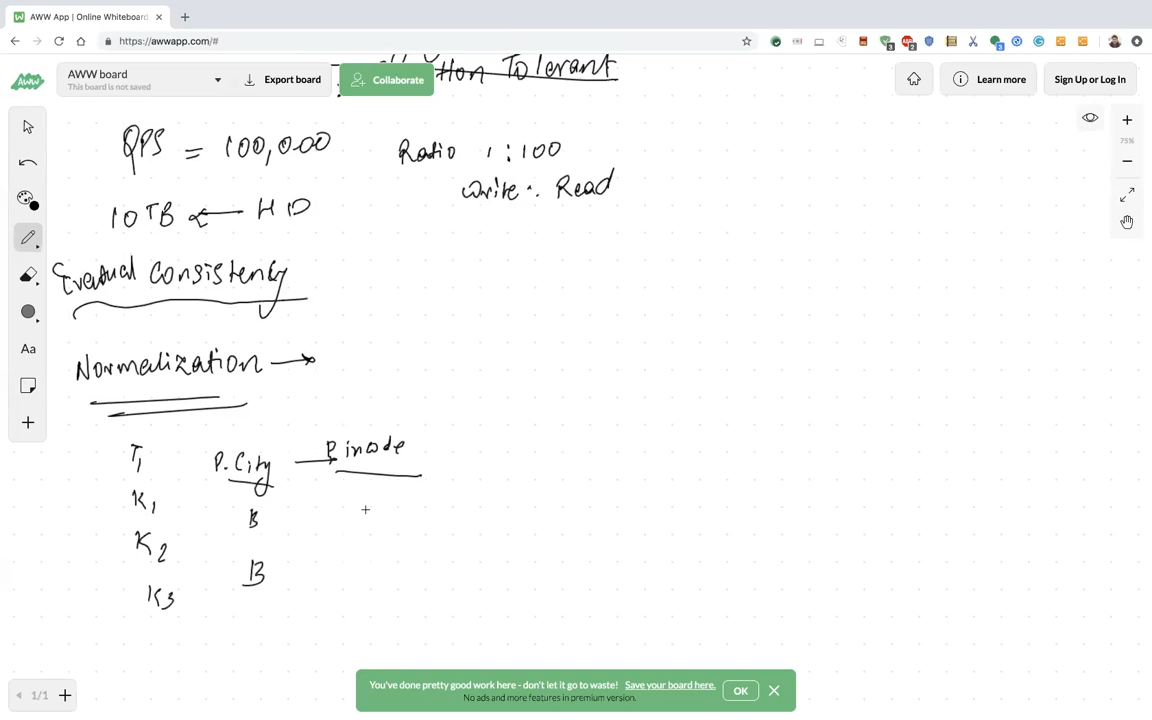 AWW App | Online Whiteboard
https://awwapp.com/#
AWW
AWW board
This board is not saved
Export board
Collaborate
Learn more
Sign Up or Log In
75%
Tolerant
QPS = 100,000
Ratio 1 : 100
Write : Read
10 TB ← HD
Eventual Consistency
Normalization →
T1 P. City → Pincode
K1 B
K2 B
K3
Aa
1/1
You've done pretty good work here - don't let it go to waste! Save your board here.
No ads and more features in premium version.
OK